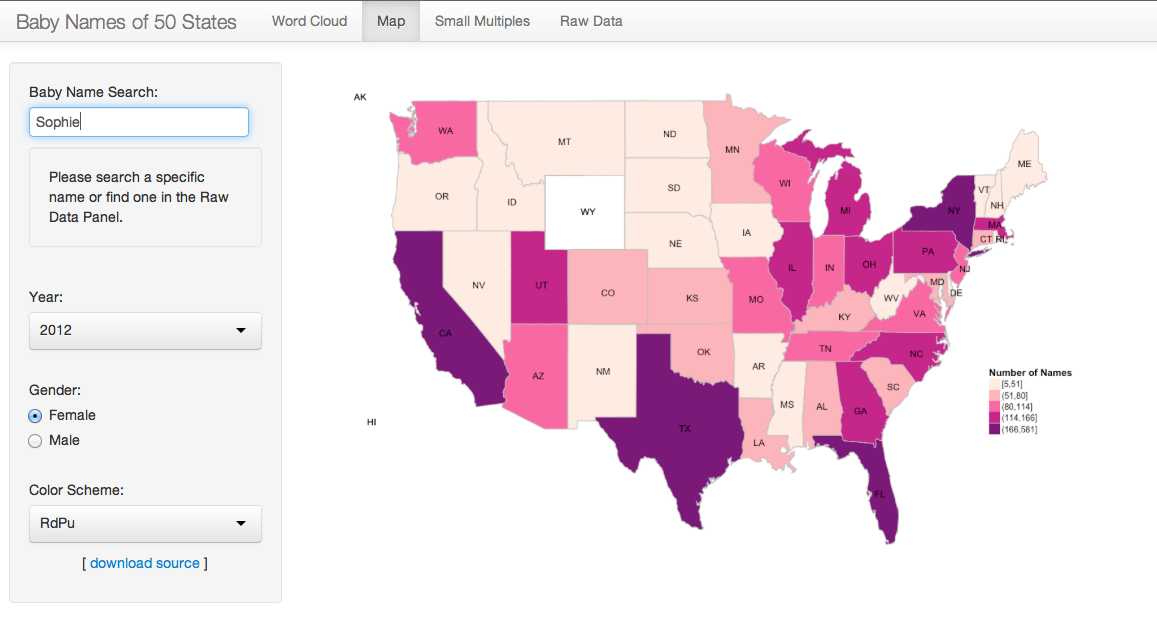 Baby Names of 50 States
Word Cloud
Map
Small Multiples
Raw Data
Baby Name Search:
Sophie
Please search a specific
name or find one in the Raw
Data Panel.
Year:
2012
Gender:
Female
Male
Color Scheme:
RdPu
[ download source ]
AK
WA
MT
ND
MN
ME
OR
ID
SD
WI
VT
NH
WY
MI
NY
MA
IA
CT RI
NE
PA
NV
UT
IL
IN
OH
NJ
CO
KS
MO
MD
DE
WV
KY
VA
CA
TN
NC
OK
AZ
NM
AR
SC
MS
AL
GA
HI
TX
LA
FL
Number of Names
[5,51]
(51,80]
(80,114]
(114,166]
(166,581]